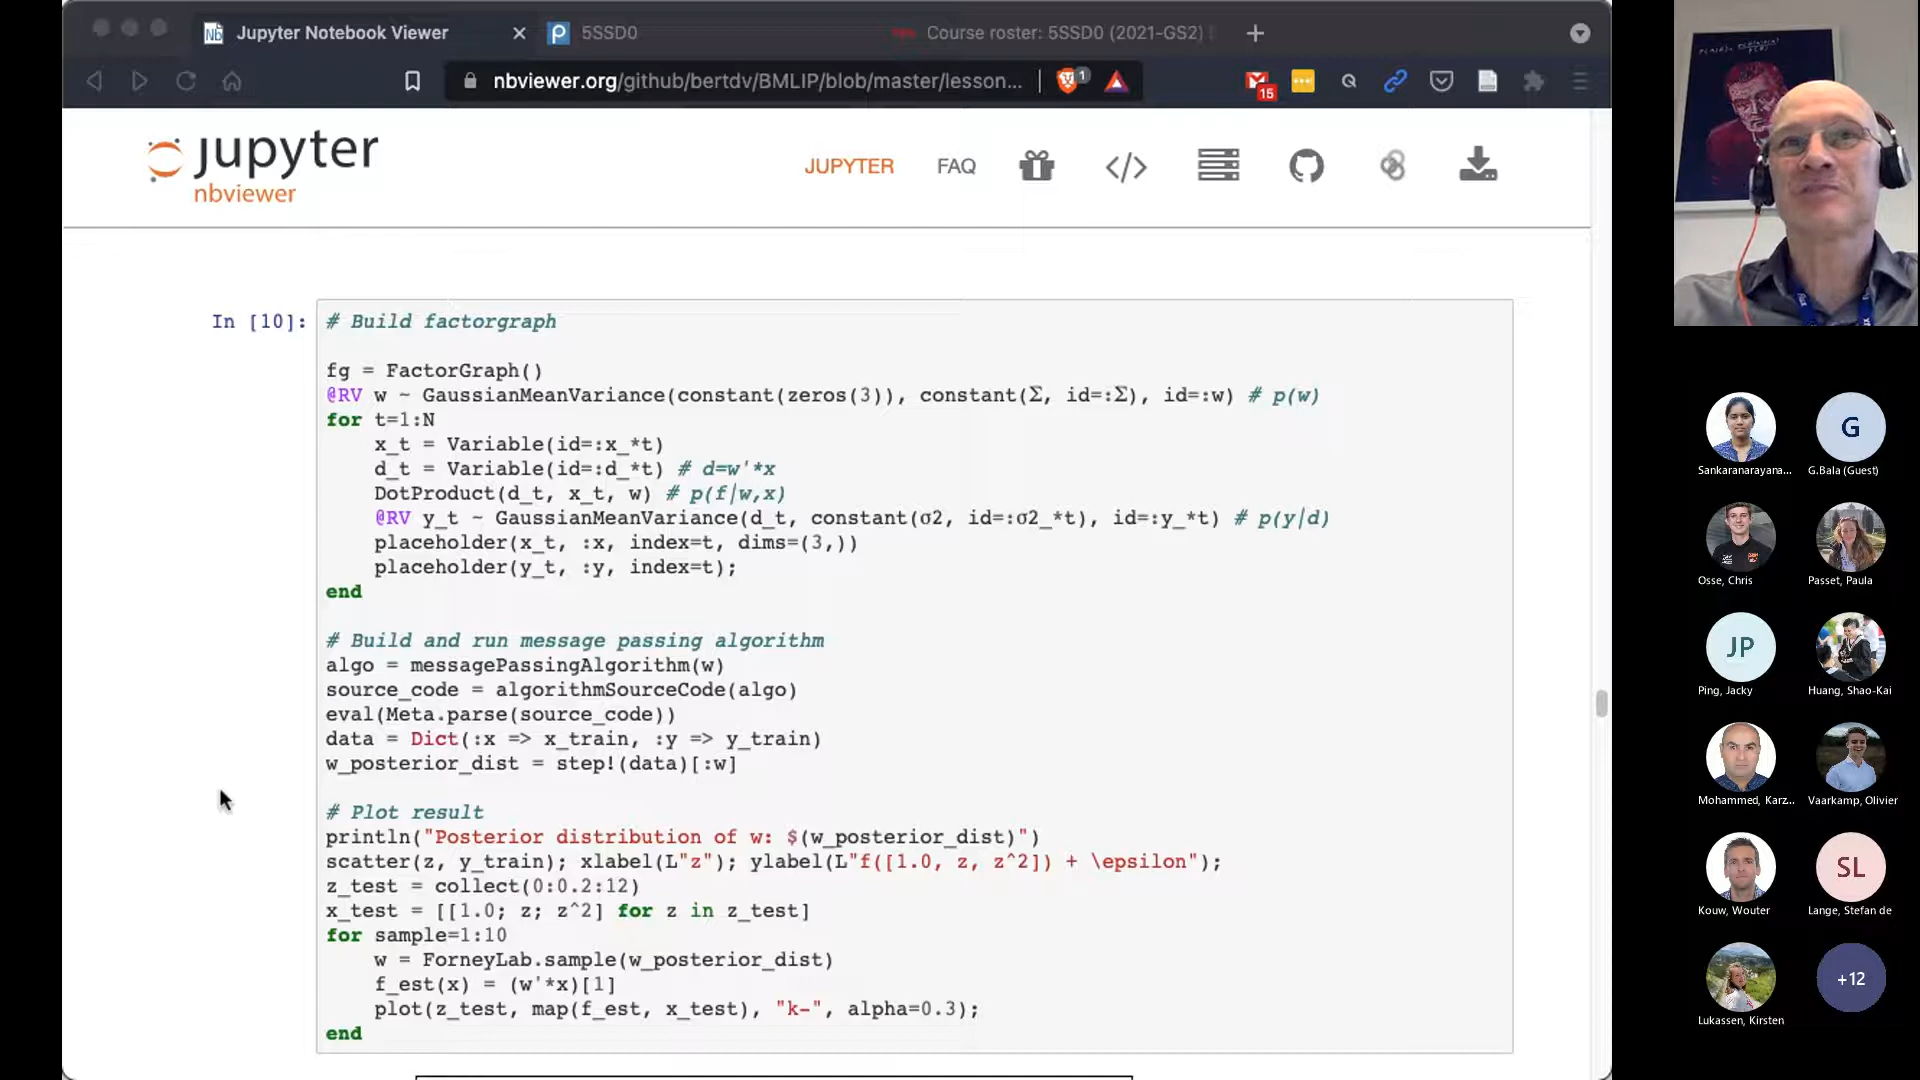 Jupyter Notebook Viewer
5SSD0
Course roster: 5SSD0 (2021-GS2)
nbviewer.org/github/bertdv/BMLIP/blob/master/lesson...
1
15
jupyter
nbviewer
JUPYTER
FAQ
In [10]:
# Build factorgraph
fg = FactorGraph()
@RV w ~ GaussianMeanVariance(constant(zeros(3)), constant(Σ, id=:Σ), id=:w) # p(w)
for t=1:N
    x_t = Variable(id=:x_*t)
    d_t = Variable(id=:d_*t) # d=w'*x
    DotProduct(d_t, x_t, w) # p(f|w,x)
    @RV y_t ~ GaussianMeanVariance(d_t, constant(σ2, id=:σ2_*t), id=:y_*t) # p(y|d)
    placeholder(x_t, :x, index=t, dims=(3,))
    placeholder(y_t, :y, index=t);
end
# Build and run message passing algorithm
algo = messagePassingAlgorithm(w)
source_code = algorithmSourceCode(algo)
eval(Meta.parse(source_code))
data = Dict(:x => x_train, :y => y_train)
w_posterior_dist = step!(data)[:w]
# Plot result
println("Posterior distribution of w: $(w_posterior_dist)")
scatter(z, y_train); xlabel(L"z"); ylabel(L"f([1.0, z, z^2]) + \epsilon");
z_test = collect(0:0.2:12)
x_test = [[1.0; z; z^2] for z in z_test]
for sample=1:10
    w = ForneyLab.sample(w_posterior_dist)
    f_est(x) = (w'*x)[1]
    plot(z_test, map(f_est, x_test), "k-", alpha=0.3);
end
G
Sankaranarayana...
G.Bala (Guest)
Osse, Chris
Passet, Paula
JP
Ping, Jacky
Huang, Shao-Kai
Mohammed, Karz...
Vaarkamp, Olivier
SL
Kouw, Wouter
Lange, Stefan de
+12
Lukassen, Kirsten